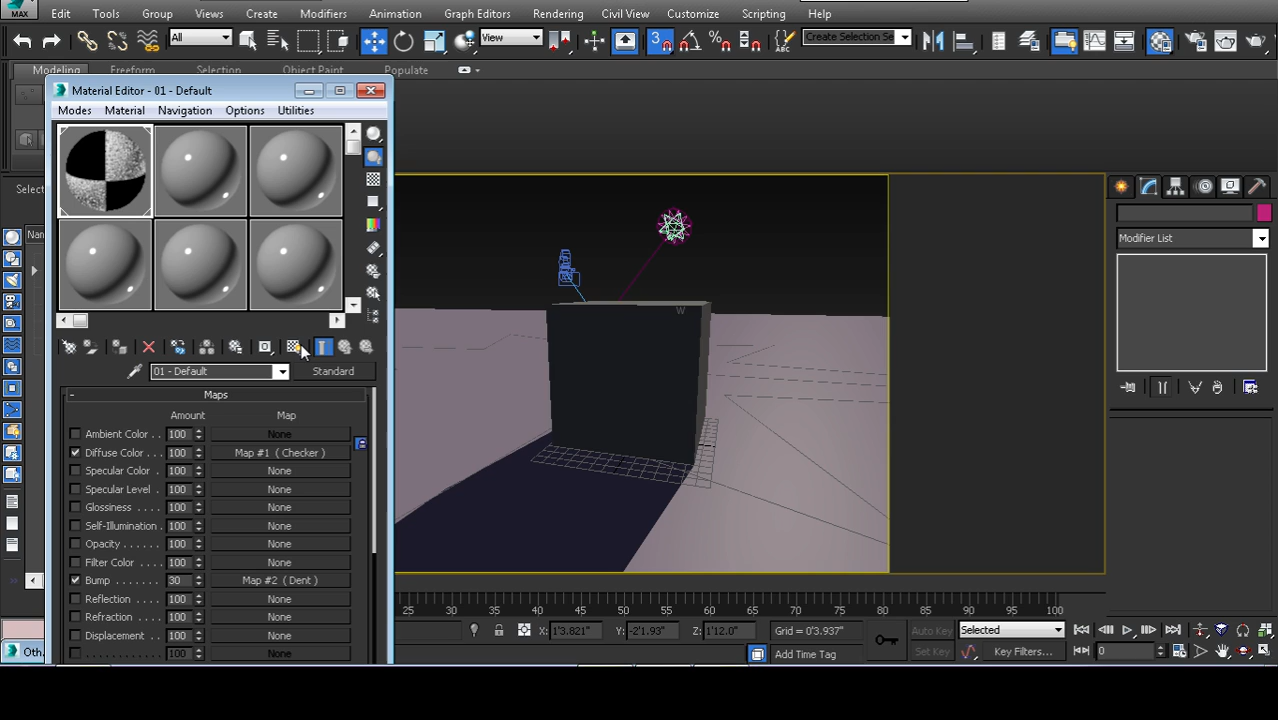 MAX
Edit Tools Group Views Create Modifiers Animation Graph Editors Rendering Civil View Customize Scripting Help
All View 3 Create Selection Se
Modeling Freeform Selection Object Paint Populate
Material Editor - 01 - Default
Modes Material Navigation Options Utilities
Selec
Nan
Modifier List
W
01 - Default Standard
Maps
Amount Map
Ambient Color . . 100 None
Diffuse Color . . . 100 Map #1 ( Checker )
Specular Color . 100 None
Specular Level . 100 None
Glossiness . . . . 100 None
Self-Illumination . 100 None
Opacity . . . . . . 100 None
Filter Color . . . . 100 None
Bump . . . . . . . 30 Map #2 ( Dent )
Reflection . . . . 100 None
Refraction . . . . 100 None
Displacement . . 100 None
. . . . . . . . . . . . 100 None
25 30 35 40 45 50 55 60 65 70 75 80 85 90 95 100
X: 1'3.821" Y: -2'1.93" Z: 1'12.0" Grid = 0'3.937" Auto Key Selected
Oth. Add Time Tag Set Key Key Filters... 0